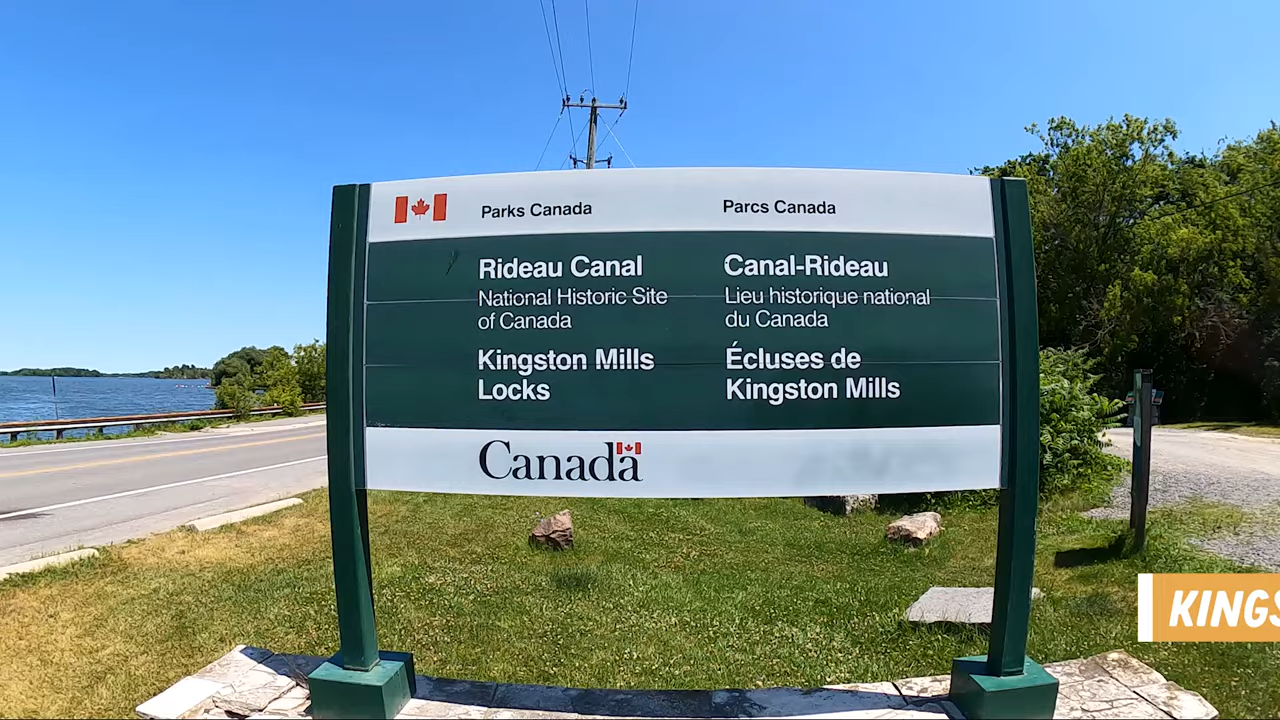 Parks Canada
Parcs Canada
Rideau Canal
National Historic Site
of Canada
Kingston Mills
Locks
Canal-Rideau
Lieu historique national
du Canada
Écluses de
Kingston Mills
Canada
KINGS